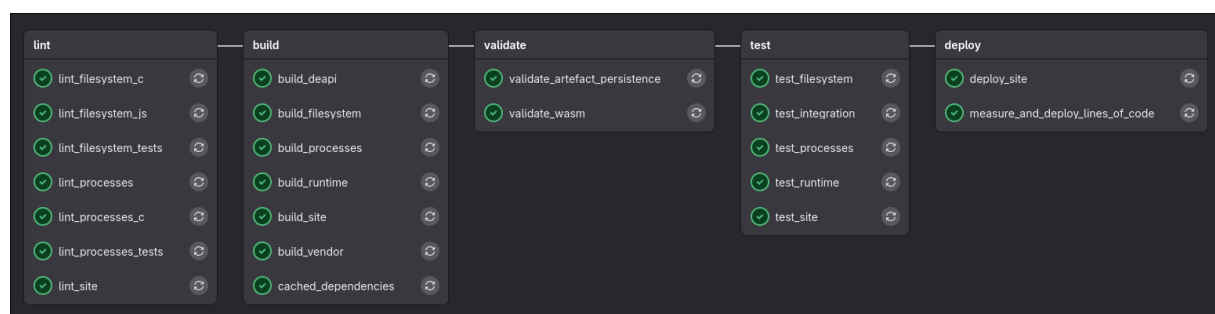 lint
lint_filesystem_c
lint_filesystem_js
lint_filesystem_tests
lint_processes
lint_processes_c
lint_processes_tests
lint_site
build
build_deapi
build_filesystem
build_processes
build_runtime
build_site
build_vendor
cached_dependencies
validate
validate_artefact_persistence
validate_wasm
test
test_filesystem
test_integration
test_processes
test_runtime
test_site
deploy
deploy_site
measure_and_deploy_lines_of_code